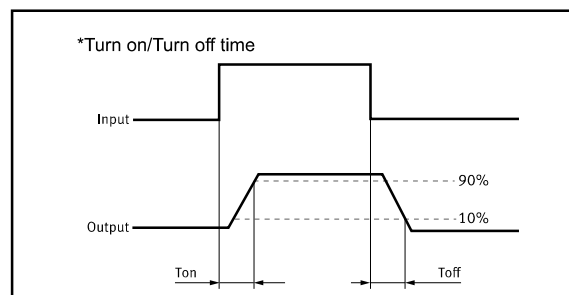 *Turn on/Turn off time
Input
90%
10%
Output
Ton
Toff